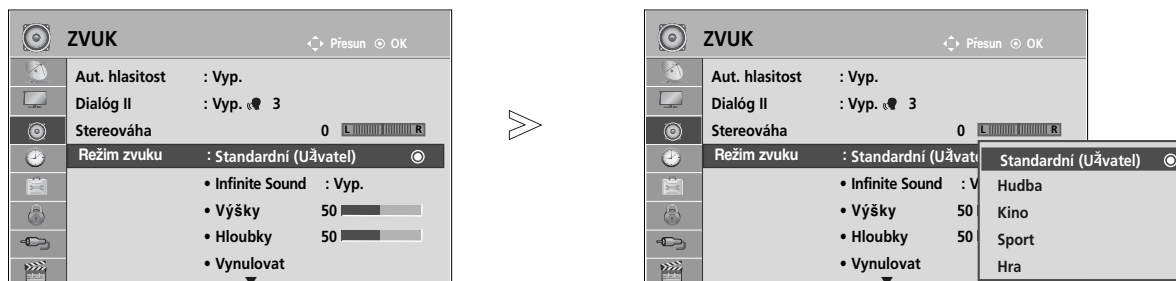 ZVUK
Přesun OK
Aut. hlasitost : Vyp.
Dialóg II : Vyp. 3
Stereováha 0 L R
Režim zvuku : Standardní (Uživatel)
• Infinite Sound : Vyp.
• Výšky 50
• Hloubky 50
• Vynulovat
>
ZVUK
Přesun OK
Aut. hlasitost : Vyp.
Dialóg II : Vyp. 3
Stereováha 0 L R
Režim zvuku : Standardní (Uživate
• Infinite Sound : V
• Výšky 50
• Hloubky 50
• Vynulovat
Standardní (Uživatel)
Hudba
Kino
Sport
Hra